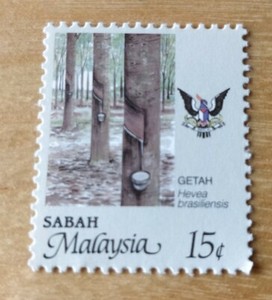 GETAH
Hevea
brasiliensis
SABAH
Malaysia 15¢